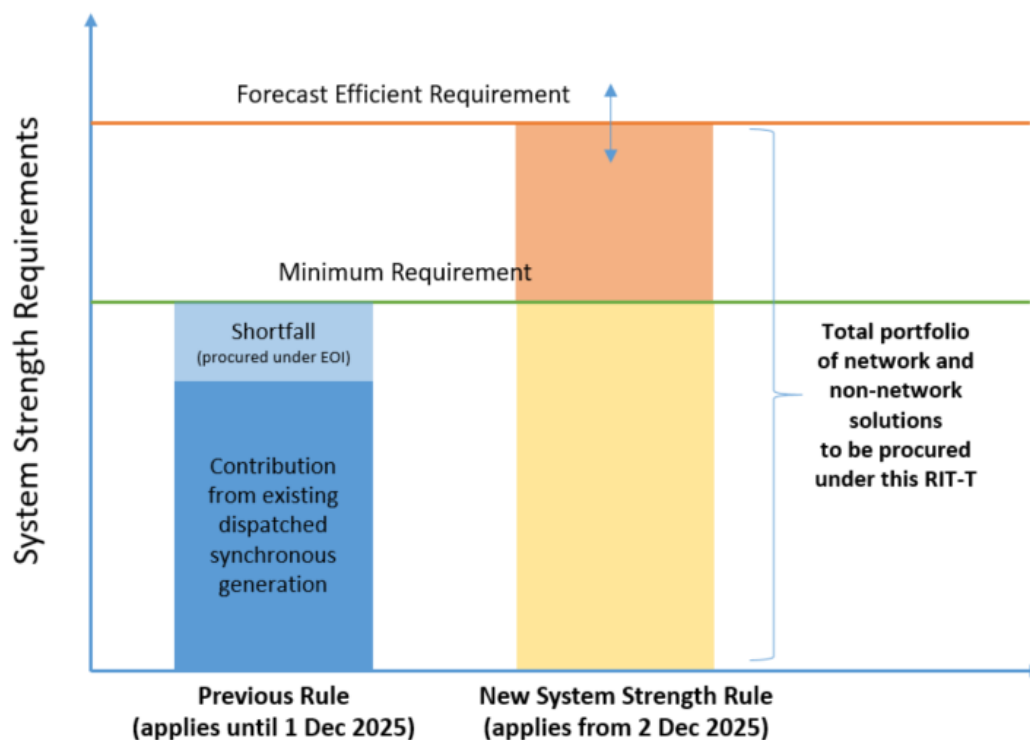 System Strength Requirements
Forecast Efficient Requirement
Minimum Requirement
Shortfall
(procured under EOI)
Contribution
from existing
dispatched
synchronous
generation
Total portfolio
of network and
non-network
solutions
to be procured
under this RIT-T
Previous Rule
(applies until 1 Dec 2025)
New System Strength Rule
(applies from 2 Dec 2025)